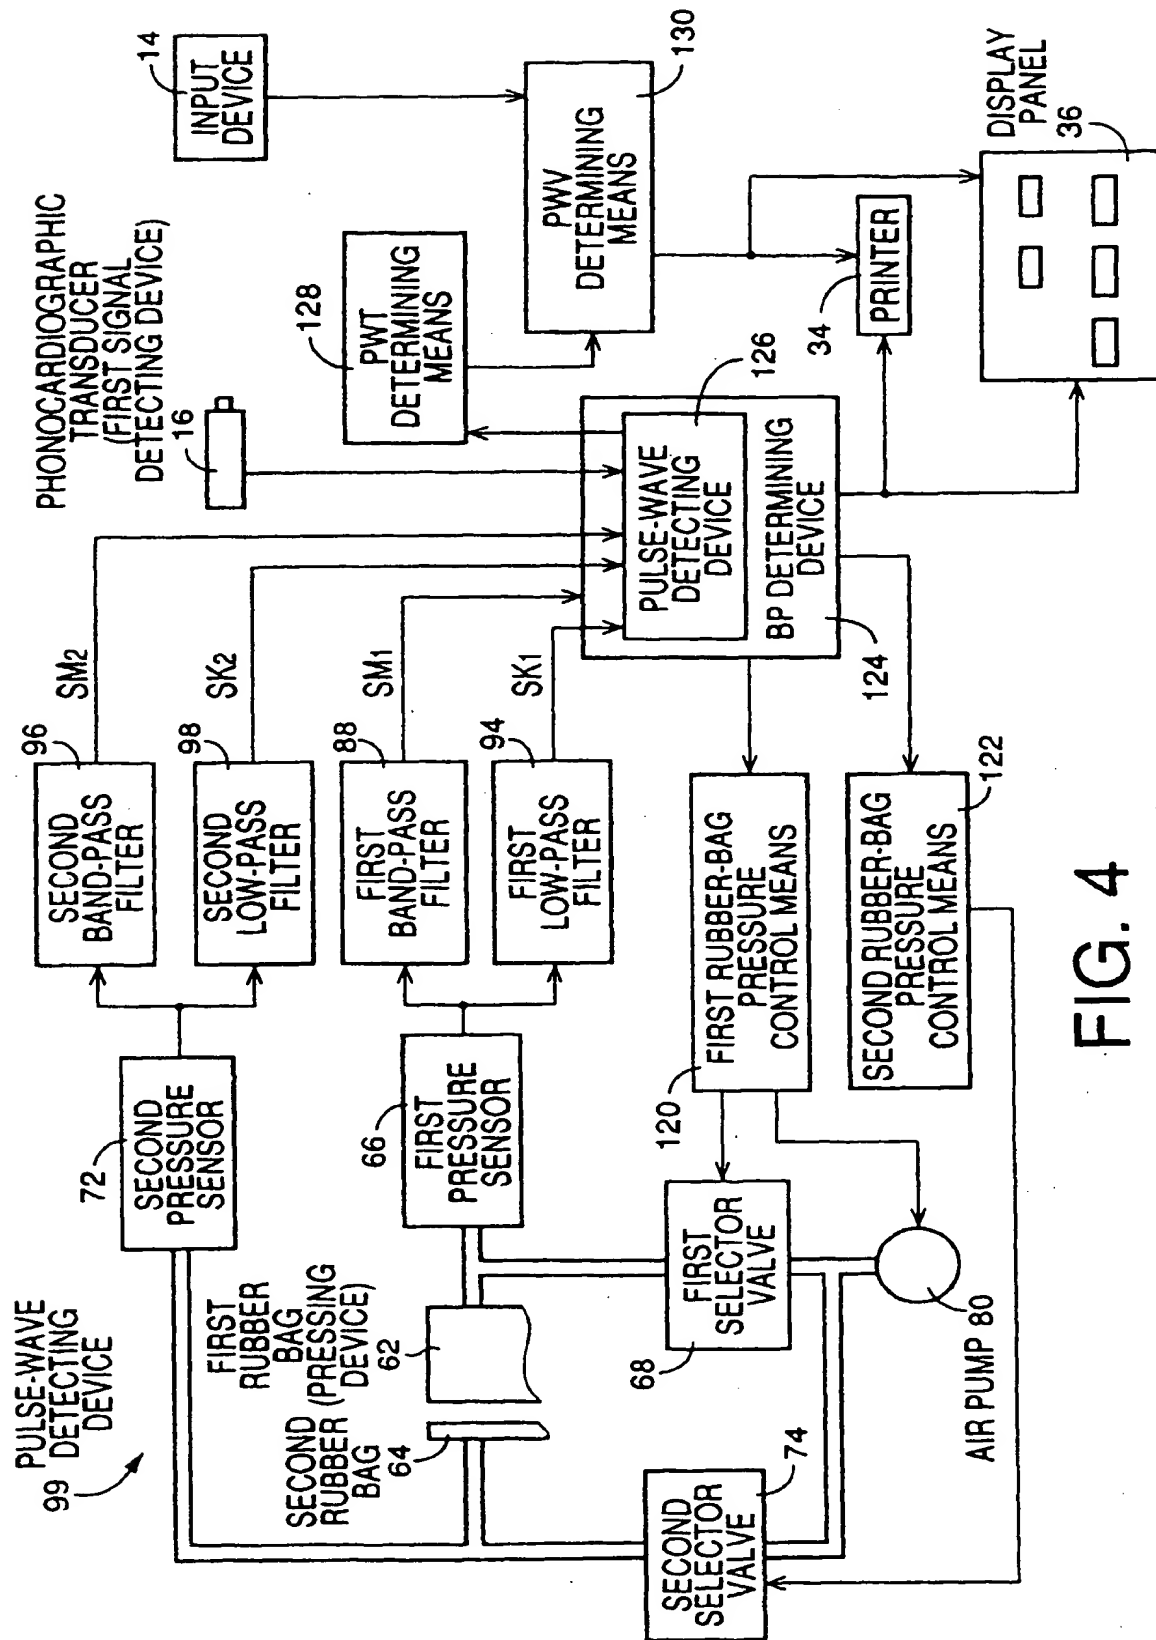 PULSE-WAVE
DETECTING
DEVICE
99
72
SECOND
PRESSURE
SENSOR
96
SECOND
BAND-PASS
FILTER
SM2
98
SECOND
LOW-PASS
FILTER
SK2
PHONOCARDIOGRAPHIC
TRANSDUCER
(FIRST SIGNAL
DETECTING DEVICE)
16
14
INPUT
DEVICE
FIRST
RUBBER
BAG
(PRESSING
DEVICE)
62
SECOND
RUBBER
BAG
64
66
FIRST
PRESSURE
SENSOR
88
FIRST
BAND-PASS
FILTER
SM1
94
FIRST
LOW-PASS
FILTER
SK1
128
PWT
DETERMINING
MEANS
PWV
DETERMINING
MEANS
130
PULSE-WAVE
DETECTING
DEVICE
126
BP DETERMINING
DEVICE
124
SECOND
SELECTOR
VALVE
74
68
FIRST
SELECTOR
VALVE
120
FIRST RUBBER-BAG
PRESSURE
CONTROL MEANS
SECOND RUBBER-BAG
PRESSURE
CONTROL MEANS
122
34
PRINTER
DISPLAY
PANEL
36
AIR PUMP 80
FIG. 4